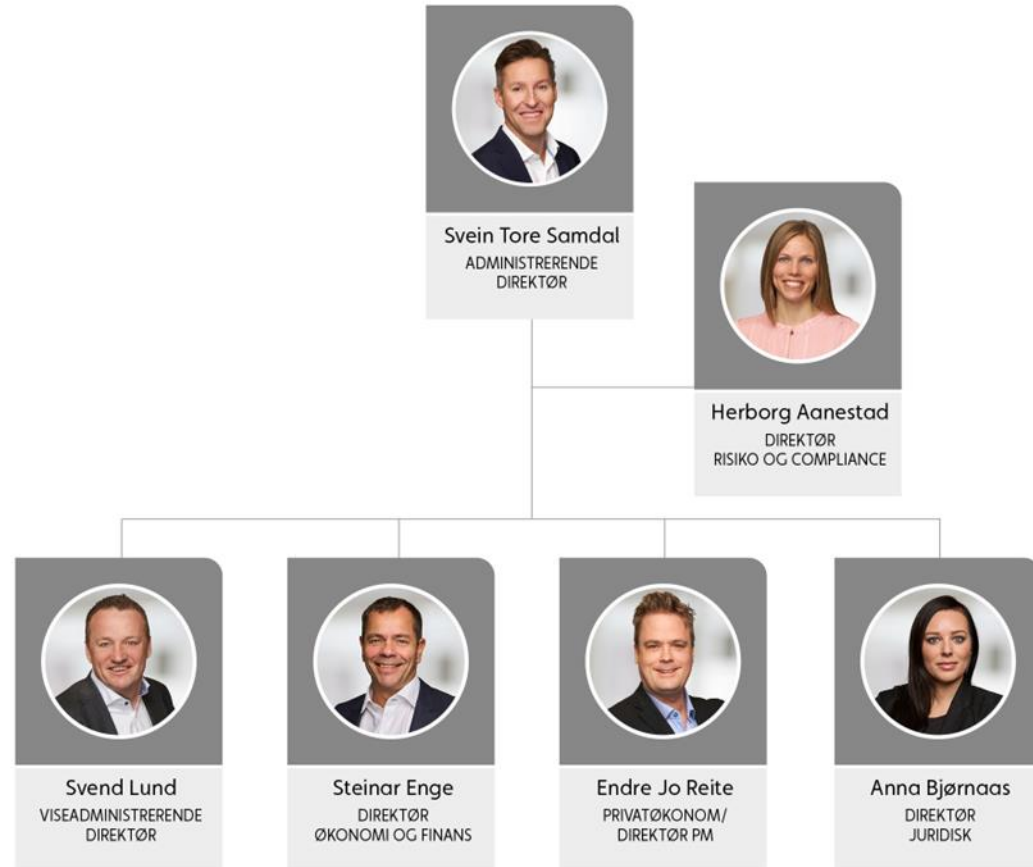 Svein Tore Samdal
ADMINISTRERENDE
DIREKTØR
Herborg Aanestad
DIREKTØR
RISIKO OG COMPLIANCE
Svend Lund
VISEADMINISTRERENDE
DIREKTØR
Steinar Enge
DIREKTØR
ØKONOMI OG FINANS
Endre Jo Reite
PRIVATØKONOM/
DIREKTØR PM
Anna Bjørnaas
DIREKTØR
JURIDISK